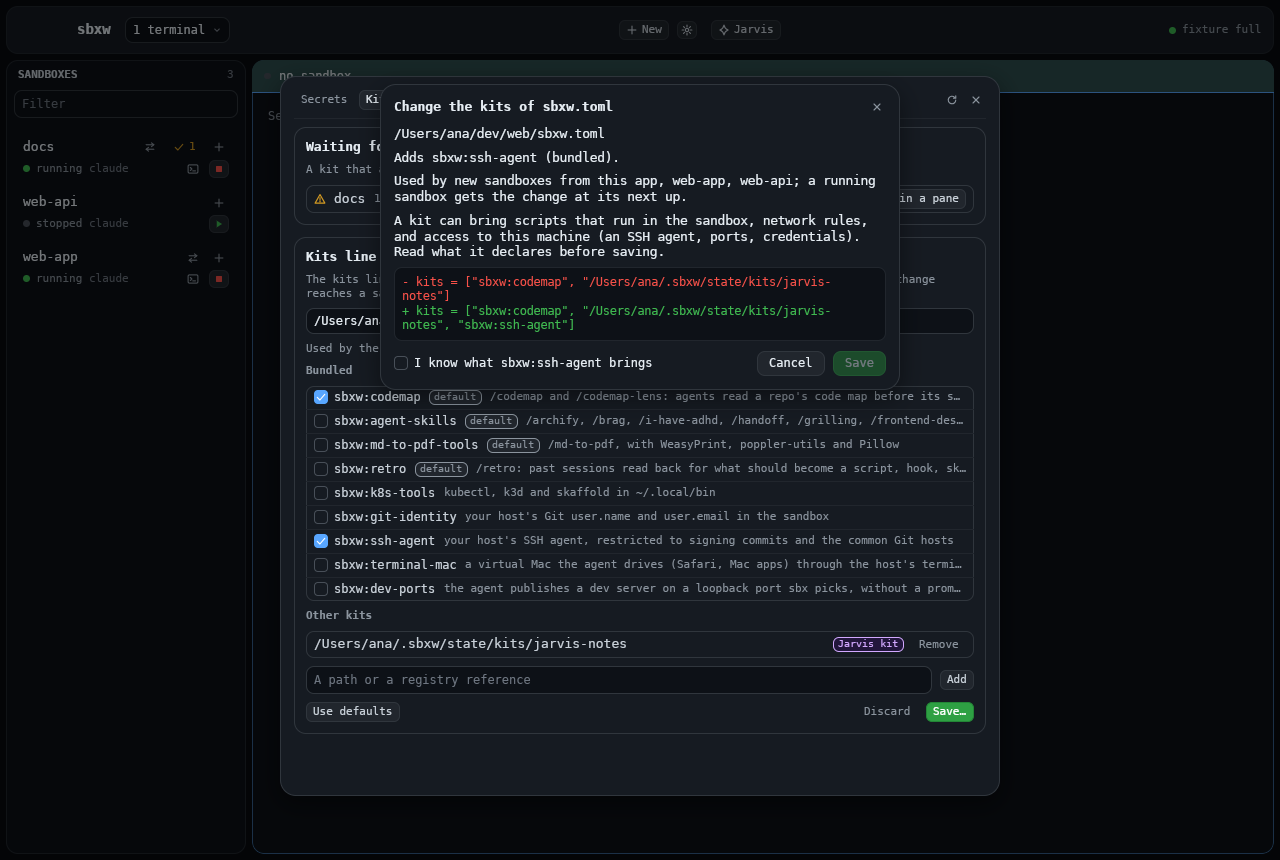 sbxw
1 terminal
New
Jarvis
fixture full
SANDBOXES 3
Filter
docs
1
running claude
web-api
stopped claude
web-app
running claude
no sandbox
Se
Secrets
Ki
Change the kits of sbxw.toml
/Users/ana/dev/web/sbxw.toml
Adds sbxw:ssh-agent (bundled).
Used by new sandboxes from this app, web-app, web-api; a running
sandbox gets the change at its next up.
A kit can bring scripts that run in the sandbox, network rules,
and access to this machine (an SSH agent, ports, credentials).
Read what it declares before saving.
- kits = ["sbxw:codemap", "/Users/ana/.sbxw/state/kits/jarvis-
notes"]
+ kits = ["sbxw:codemap", "/Users/ana/.sbxw/state/kits/jarvis-
notes", "sbxw:ssh-agent"]
I know what sbxw:ssh-agent brings
Cancel
Save
Waiting fo
A kit that
docs 1
in a pane
Kits line
The kits li
change
reaches a s
/Users/an
Used by the
Bundled
sbxw:codemap default /codemap and /codemap-lens: agents read a repo's code map before its s…
sbxw:agent-skills default /archify, /brag, /i-have-adhd, /handoff, /grilling, /frontend-des…
sbxw:md-to-pdf-tools default /md-to-pdf, with WeasyPrint, poppler-utils and Pillow
sbxw:retro default /retro: past sessions read back for what should become a script, hook, sk…
sbxw:k8s-tools kubectl, k3d and skaffold in ~/.local/bin
sbxw:git-identity your host's Git user.name and user.email in the sandbox
sbxw:ssh-agent your host's SSH agent, restricted to signing commits and the common Git hosts
sbxw:terminal-mac a virtual Mac the agent drives (Safari, Mac apps) through the host's termi…
sbxw:dev-ports the agent publishes a dev server on a loopback port sbx picks, without a prom…
Other kits
/Users/ana/.sbxw/state/kits/jarvis-notes
Jarvis kit
Remove
A path or a registry reference
Add
Use defaults
Discard
Save…